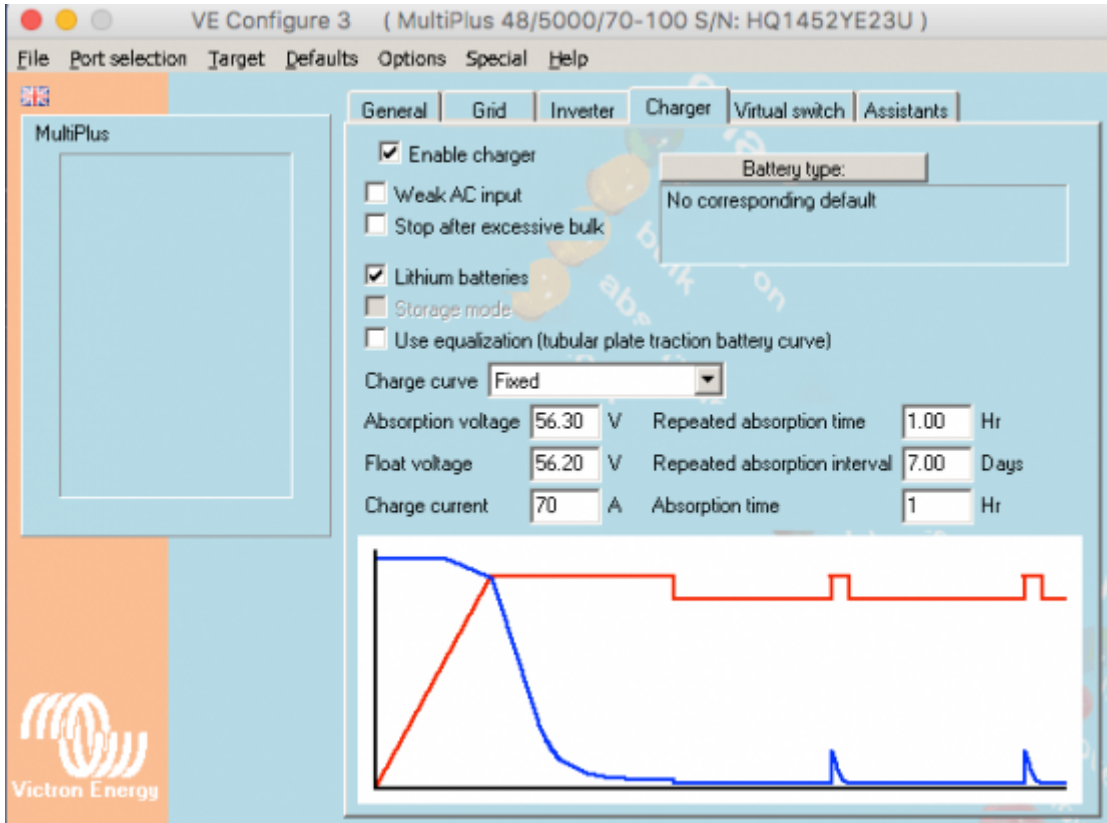 VE Configure 3 ( MultiPlus 48/5000/70-100 S/N: HQ1452YE23U )
File Port selection Target Defaults Options Special Help
General Grid Inverter Charger Virtual switch Assistants
MultiPlus
Enable charger
Battery type:
Weak AC input
No corresponding default
Stop after excessive bulk
Lithium batteries
Storage mode
Use equalization (tubular plate traction battery curve)
Charge curve Fixed
Absorption voltage 56.30 V Repeated absorption time 1.00 Hr
Float voltage 56.20 V Repeated absorption interval 7.00 Days
Charge current 70 A Absorption time 1 Hr
bulk
on
Victron Energy